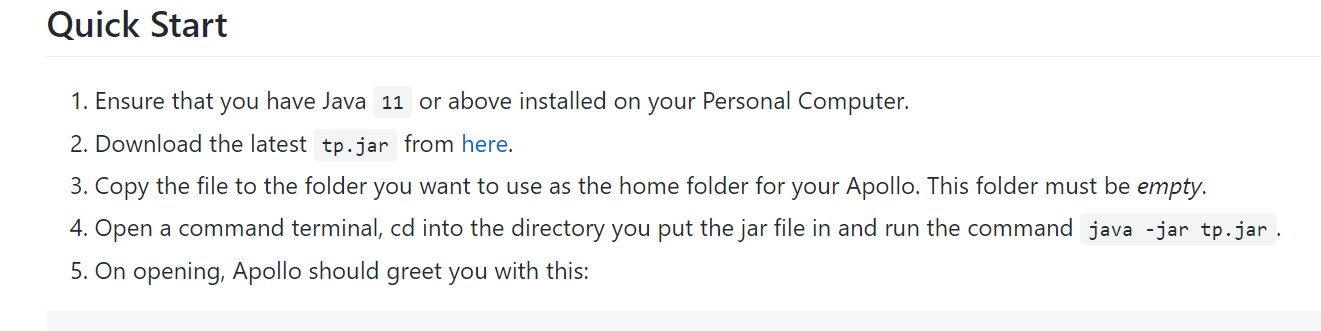 Quick Start
1. Ensure that you have Java 11 or above installed on your Personal Computer.
2. Download the latest tp.jar from here.
3. Copy the file to the folder you want to use as the home folder for your Apollo. This folder must be empty.
4. Open a command terminal, cd into the directory you put the jar file in and run the command java -jar tp.jar.
5. On opening, Apollo should greet you with this: